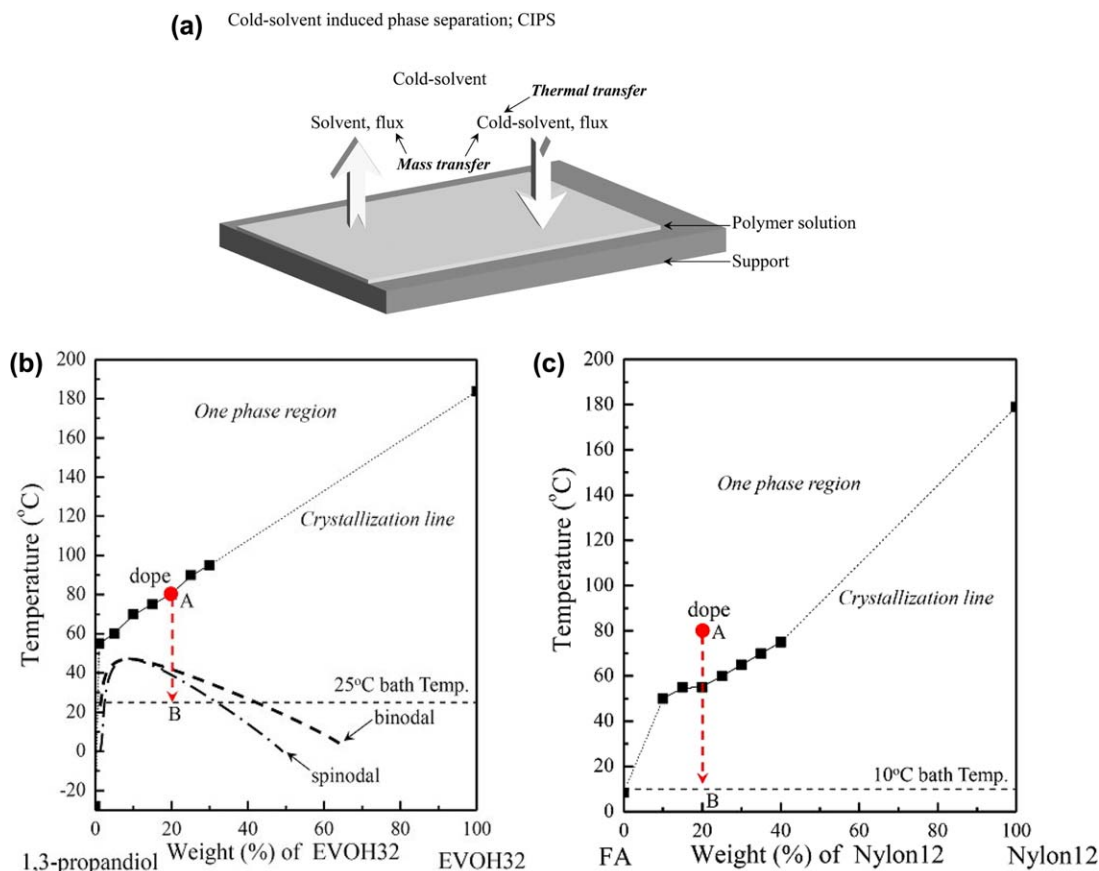 (a) Cold-solvent induced phase separation; CIPS
Cold-solvent
Thermal transfer
Solvent, flux
Cold-solvent, flux
Mass transfer
Polymer solution
Support
(b)
200
180
160
140
120
100
80
60
40
20
0
-20
Temperature (°C)
One phase region
Crystallization line
dope
A
25°C bath Temp.
B
binodal
spinodal
0 20 40 60 80 100
1,3-propandiol Weight (%) of EVOH32 EVOH32
(c)
200
180
160
140
120
100
80
60
40
20
0
Temperature (°C)
One phase region
Crystallization line
dope
A
10°C bath Temp.
B
0 20 40 60 80 100
FA Weight (%) of Nylon12 Nylon12